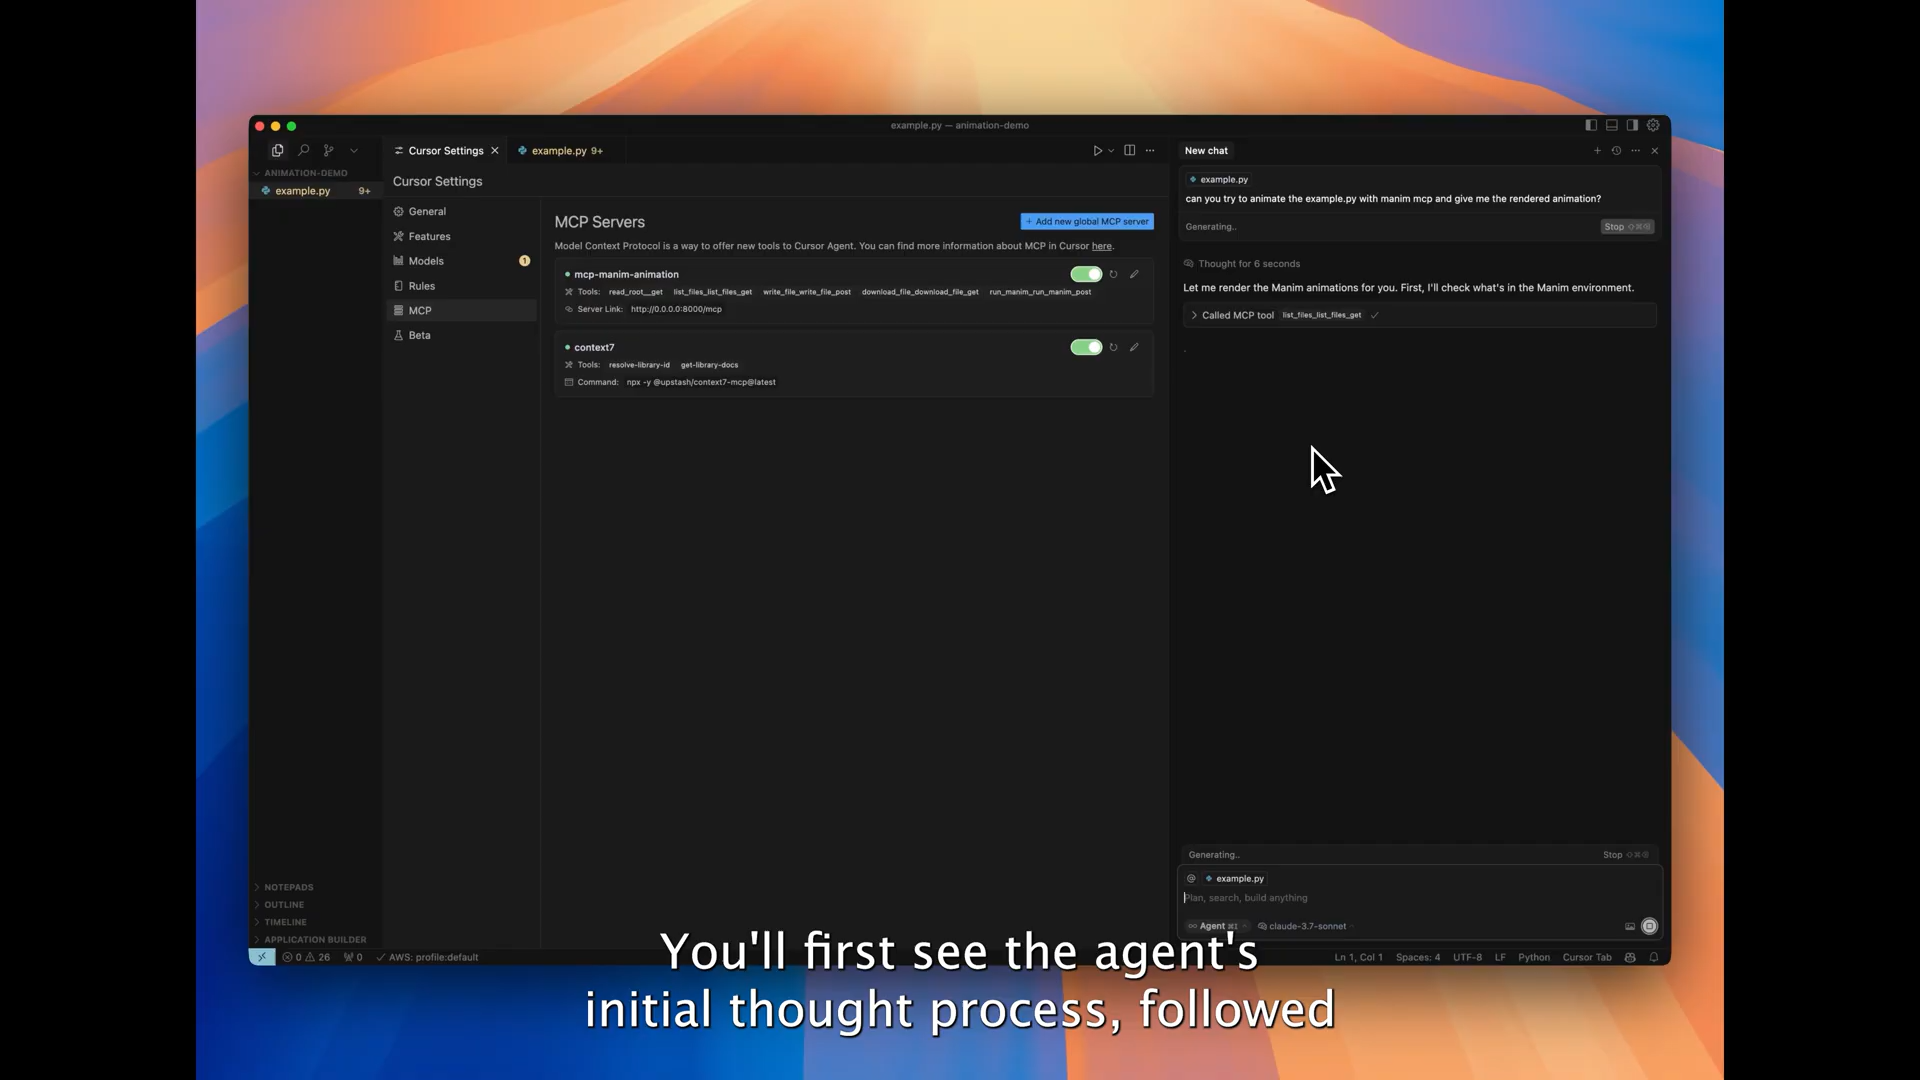 example.py — animation-demo
ANIMATION-DEMO
example.py 9+
NOTEPADS
OUTLINE
TIMELINE
APPLICATION BUILDER
Cursor Settings
example.py 9+
Cursor Settings
General
Features
Models 1
Rules
MCP
Beta
MCP Servers
+ Add new global MCP server
Model Context Protocol is a way to offer new tools to Cursor Agent. You can find more information about MCP in Cursor here.
mcp-manim-animation
Tools: read_root__get list_files_list_files_get write_file_write_file_post download_file_download_file_get run_manim_run_manim_post
Server Link: http://0.0.0.0:8000/mcp
context7
Tools: resolve-library-id get-library-docs
Command: npx -y @upstash/context7-mcp@latest
New chat
example.py
can you try to animate the example.py with manim mcp and give me the rendered animation?
Generating..
Stop
Thought for 6 seconds
Let me render the Manim animations for you. First, I'll check what's in the Manim environment.
Called MCP tool list_files_list_files_get
Generating..
Stop
@ example.py
Plan, search, build anything
Agent ⌘I claude-3.7-sonnet
0 26 0 AWS: profile:default
Ln 1, Col 1 Spaces: 4 UTF-8 LF Python Cursor Tab
You'll first see the agent's
initial thought process, followed